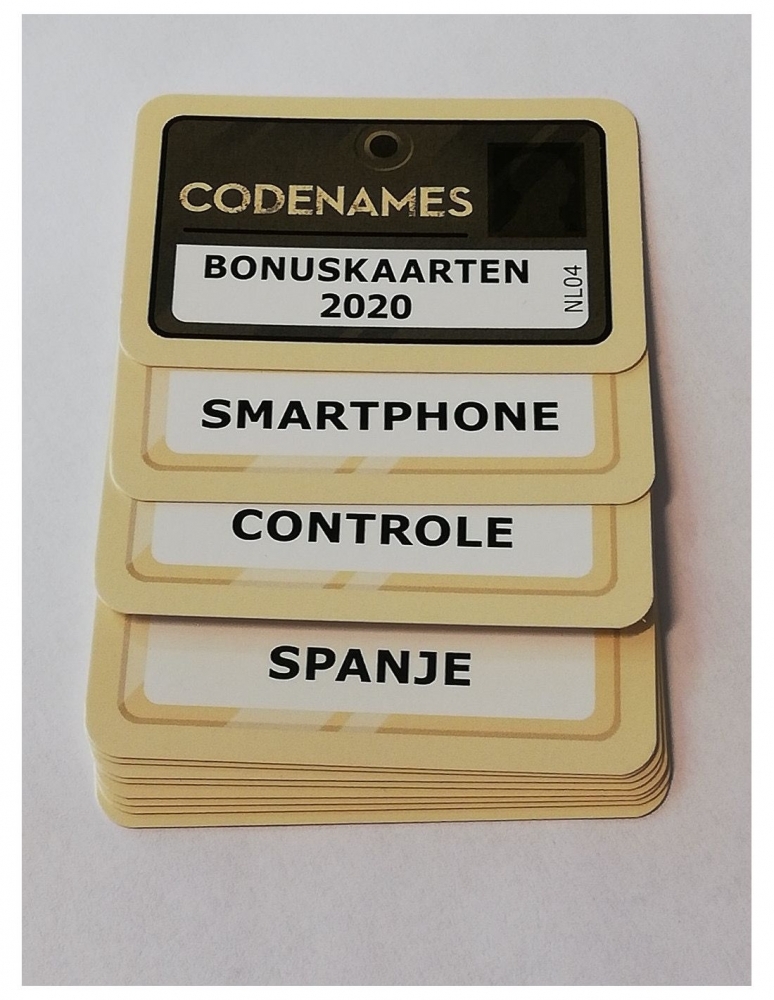 CODENAMES
BONUSKAARTEN
2020
NL04
SMARTPHONE
CONTROLE
SPANJE